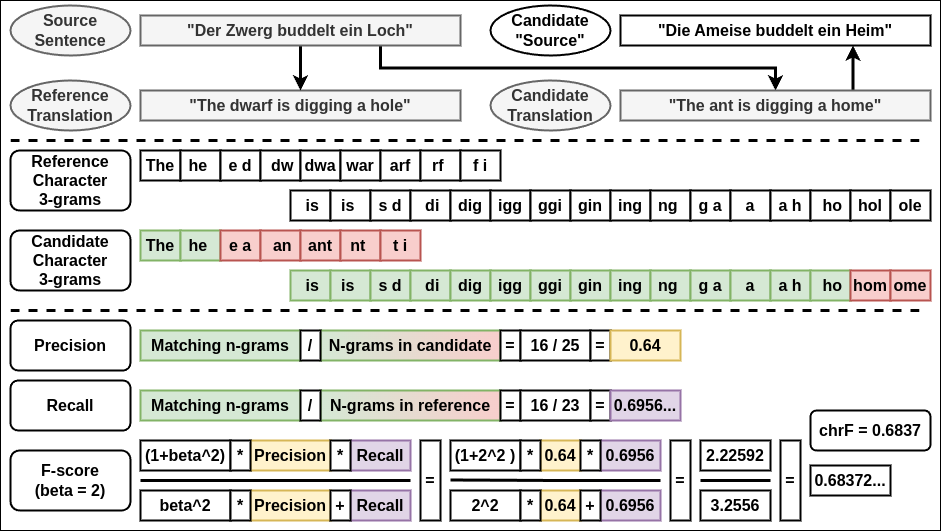 Source
Sentence
"Der Zwerg buddelt ein Loch"
Candidate
"Source"
"Die Ameise buddelt ein Heim"
Reference
Translation
"The dwarf is digging a hole"
Candidate
Translation
"The ant is digging a home"
Reference
Character
3-grams
The he e d dw dwa war arf rf f i
is is s d di dig igg ggi gin ing ng g a a a h ho hol ole
Candidate
Character
3-grams
The he e a an ant nt t i
is is s d di dig igg ggi gin ing ng g a a a h ho hom ome
Precision
Matching n-grams / N-grams in candidate = 16 / 25 = 0.64
Recall
Matching n-grams / N-grams in reference = 16 / 23 = 0.6956...
F-score
(beta = 2)
(1+beta^2) * Precision * Recall
beta^2 * Precision + Recall
=
(1+2^2 ) * 0.64 * 0.6956
2^2 * 0.64 + 0.6956
=
2.22592
3.2556
=
0.68372...
chrF = 0.6837